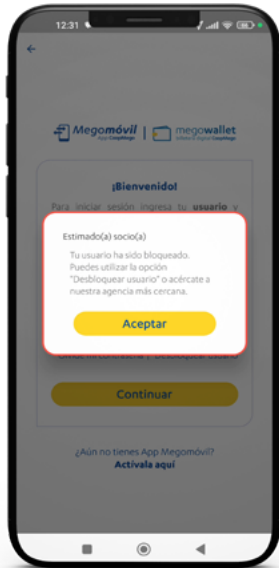 12:31
Megomóvil | megowallet
App CoopMego
¡Bienvenido!
Para iniciar sesión ingresa tu usuario y
Estimado(a) socio(a)
Tu usuario ha sido bloqueado.
Puedes utilizar la opción
"Desbloquear usuario" o acércate a
nuestra agencia más cercana.
Aceptar
Continuar
¿Aún no tienes App Megomóvil?
Actívala aquí